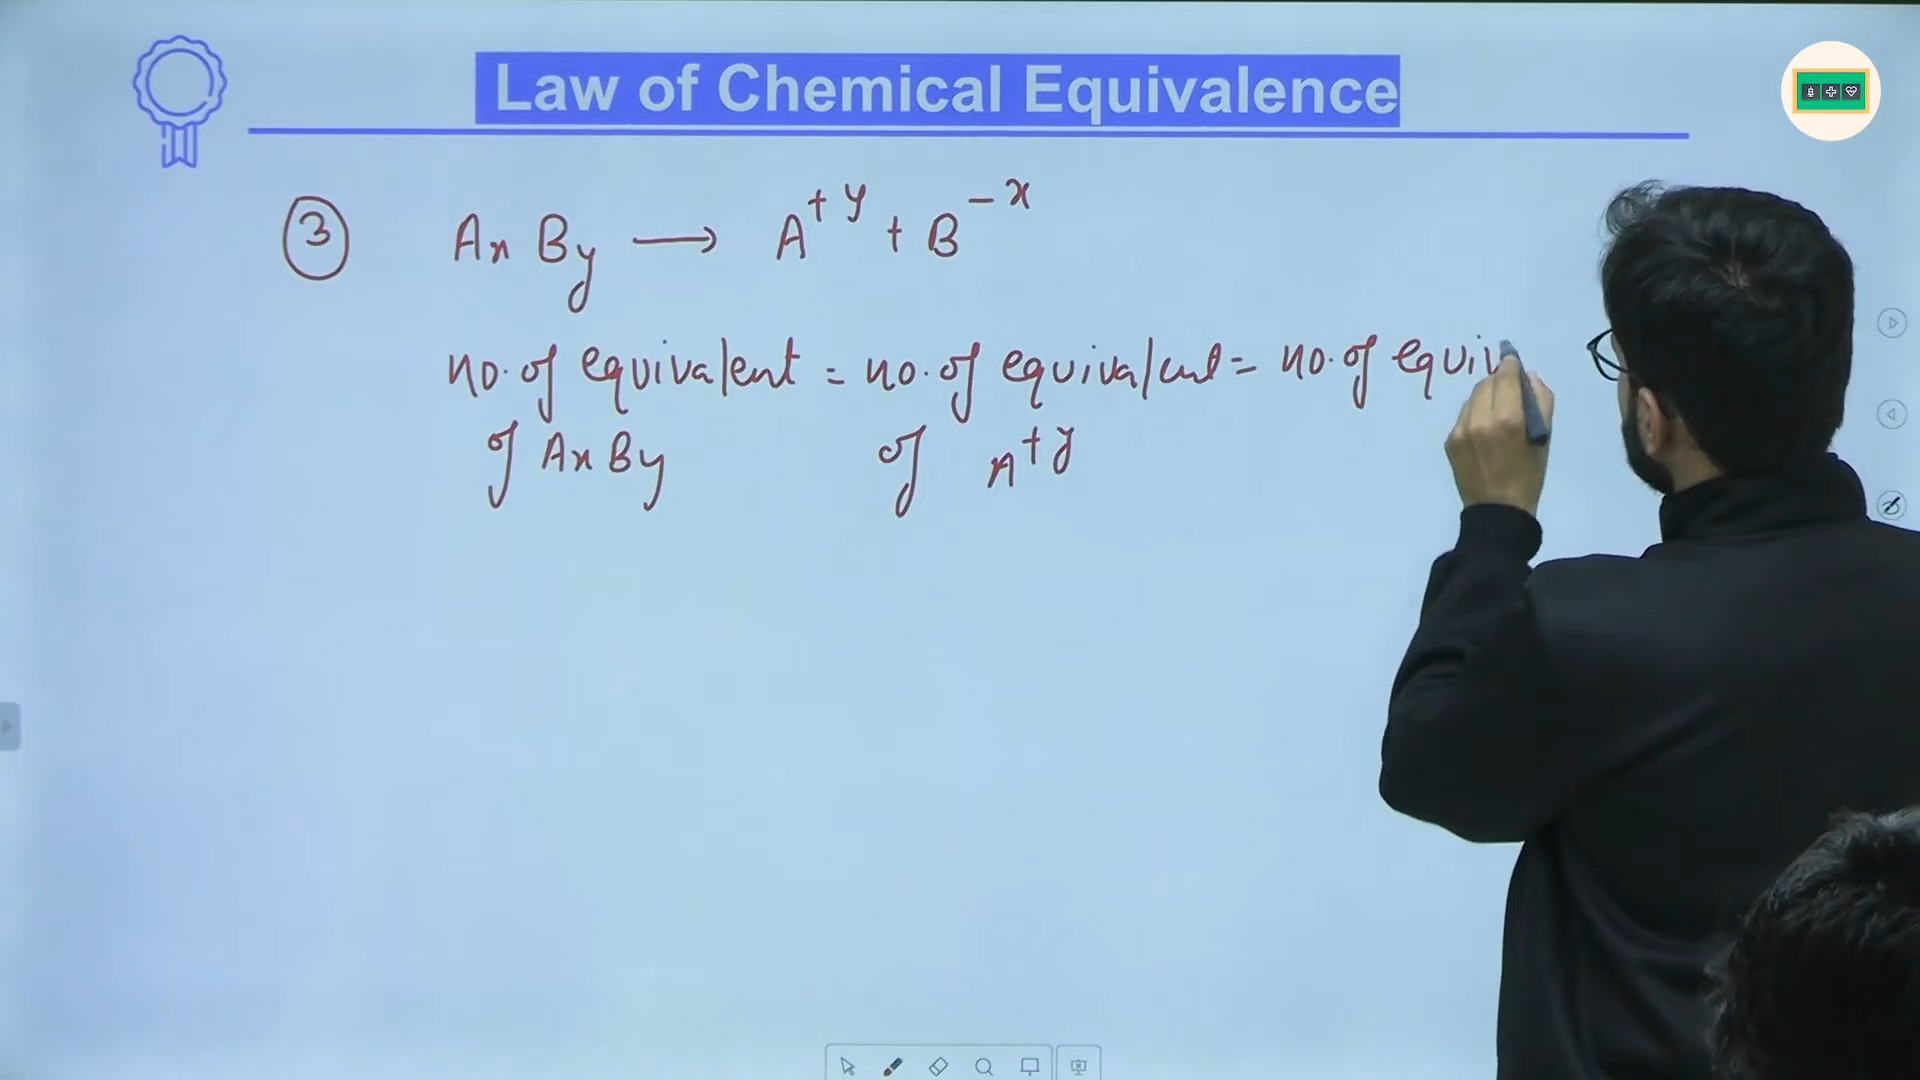 Law of Chemical Equivalence
③ AxBy → A^{+y} + B^{-x}
no. of equivalent = no. of equivalent = no. of equiv
of AxBy of A^{+y}